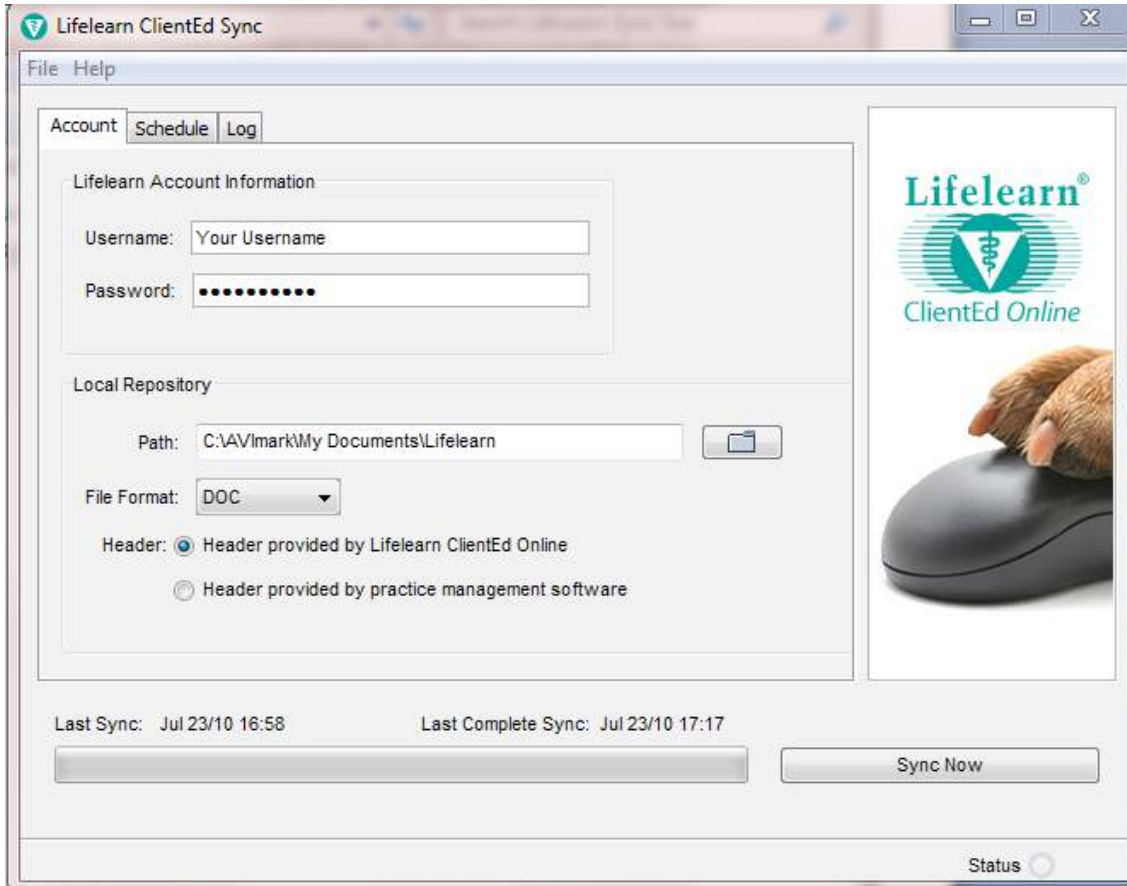 Lifelearn ClientEd Sync
File Help
Account Schedule Log
Lifelearn Account Information
Username: Your Username
Password: ••••••••••
Local Repository
Path: C:\AVImark\My Documents\Lifelearn
File Format: DOC
Header: Header provided by Lifelearn ClientEd Online
Header provided by practice management software
Lifelearn®
ClientEd Online
Last Sync: Jul 23/10 16:58 Last Complete Sync: Jul 23/10 17:17
Sync Now
Status